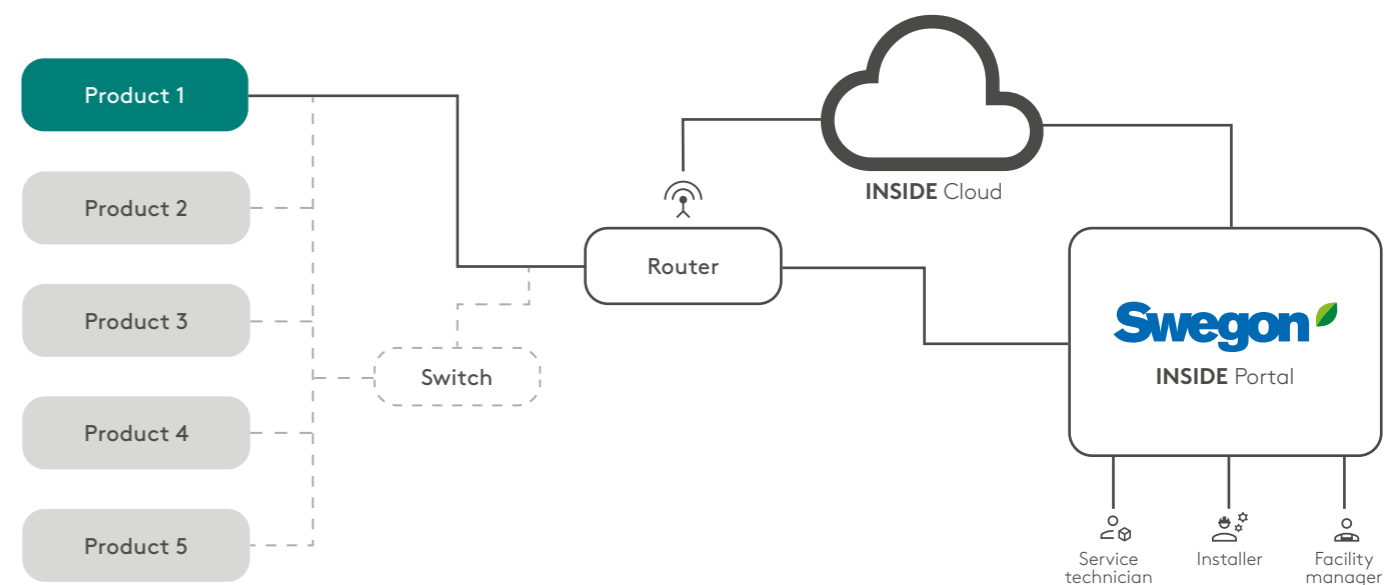 Product 1
Product 2
Product 3
Product 4
Product 5
Switch
Router
INSIDE Cloud
Swegon
INSIDE Portal
Service
technician
Installer
Facility
manager